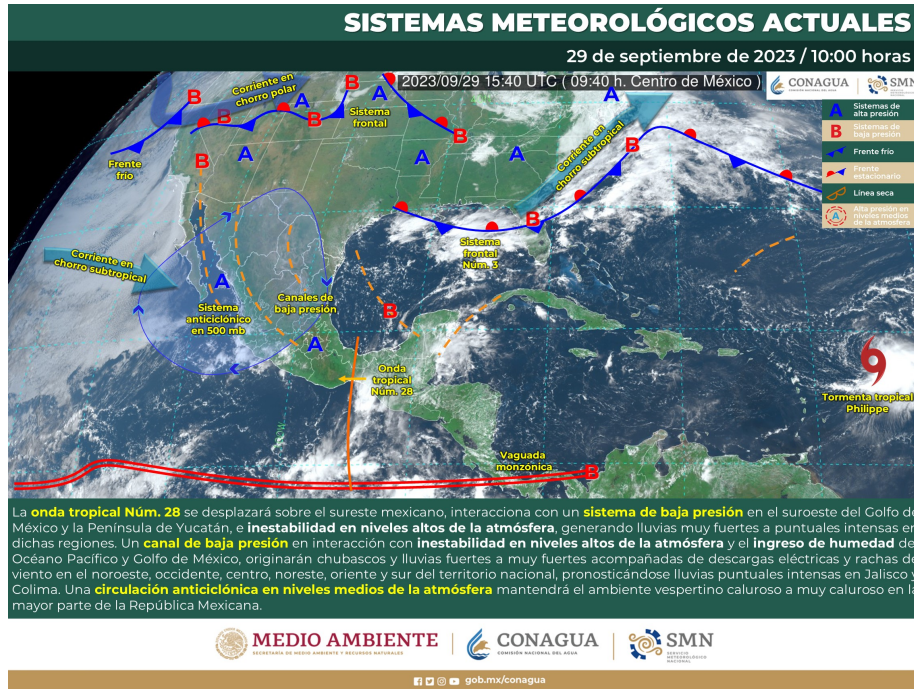 SISTEMAS METEOROLÓGICOS ACTUALES
29 de septiembre de 2023 / 10:00 horas
2023/09/29 15:40 UTC ( 09:40 h. Centro de México )
CONAGUA
COMISIÓN NACIONAL DEL AGUA
SMN
A Sistemas de
alta presión
B Sistemas de
baja presión
Frente frío
Frente
estacionario
Línea seca
A Alta presión en
niveles medios
de la atmósfera
Corriente en
chorro polar
B
B
B
B
B
A
A
Sistema
frontal
B
Frente
frío
B
A
A
A
A
Corriente en
chorro subtropical
B
B
Sistema
frontal
Núm. 3
Corriente en
chorro subtropical
A
Sistema
anticiclónico
en 500 mb
Canales de
baja presión
B
A
Onda
tropical
Núm. 28
Tormenta tropical
Philippe
Vaguada
monzónica
B
La onda tropical Núm. 28 se desplazará sobre el sureste mexicano, interacciona con un sistema de baja presión en el suroeste del Golfo de
México y la Península de Yucatán, e inestabilidad en niveles altos de la atmósfera, generando lluvias muy fuertes a puntuales intensas en
dichas regiones. Un canal de baja presión en interacción con inestabilidad en niveles altos de la atmósfera y el ingreso de humedad de
Océano Pacífico y Golfo de México, originarán chubascos y lluvias fuertes a muy fuertes acompañadas de descargas eléctricas y rachas de
viento en el noroeste, occidente, centro, noreste, oriente y sur del territorio nacional, pronosticándose lluvias puntuales intensas en Jalisco y
Colima. Una circulación anticiclónica en niveles medios de la atmósfera mantendrá el ambiente vespertino caluroso a muy caluroso en la
mayor parte de la República Mexicana.
MEDIO AMBIENTE
SECRETARÍA DE MEDIO AMBIENTE Y RECURSOS NATURALES
CONAGUA
COMISIÓN NACIONAL DEL AGUA
SMN
SERVICIO
METEOROLÓGICO
NACIONAL
gob.mx/conagua